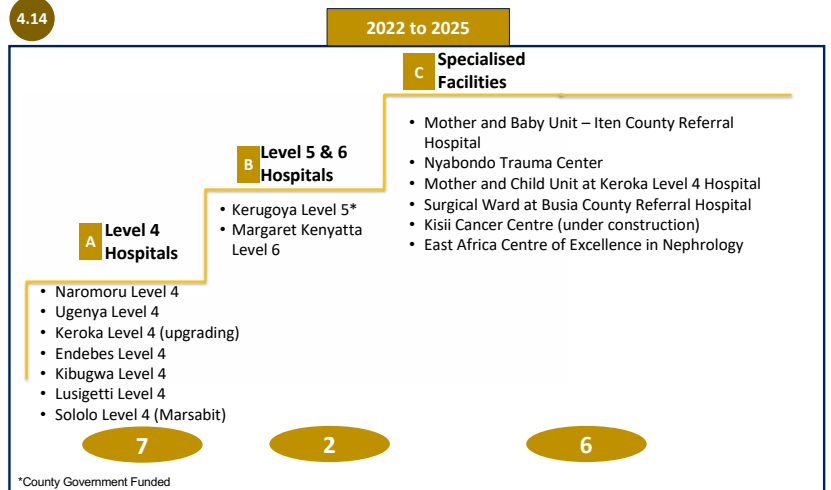 4.14
2022 to 2025
C
Specialised
Facilities
• Mother and Baby Unit – Iten County Referral
Hospital
• Nyabondo Trauma Center
• Mother and Child Unit at Keroka Level 4 Hospital
• Surgical Ward at Busia County Referral Hospital
• Kisii Cancer Centre (under construction)
• East Africa Centre of Excellence in Nephrology
B
Level 5 & 6
Hospitals
• Kerugoya Level 5*
• Margaret Kenyatta
Level 6
A
Level 4
Hospitals
• Naromoru Level 4
• Ugenya Level 4
• Keroka Level 4 (upgrading)
• Endebes Level 4
• Kibugwa Level 4
• Lusigetti Level 4
• Sololo Level 4 (Marsabit)
7
2
6
*County Government Funded